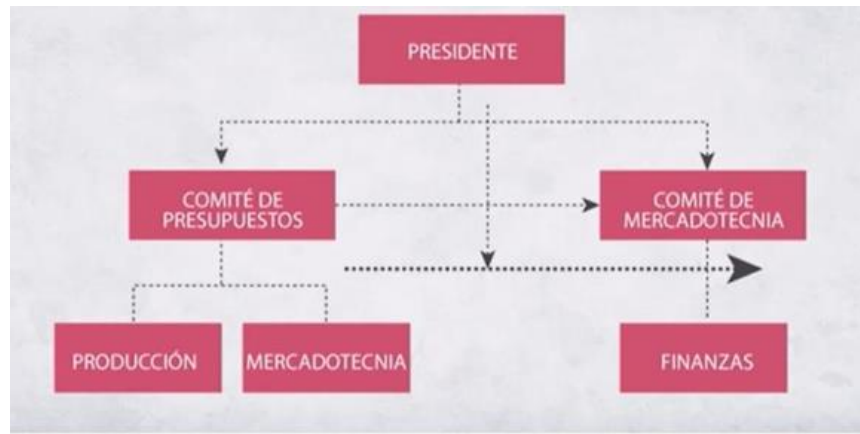 PRESIDENTE
COMITÉ DE
PRESUPUESTOS
COMITÉ DE
MERCADOTECNIA
PRODUCCIÓN
MERCADOTECNIA
FINANZAS